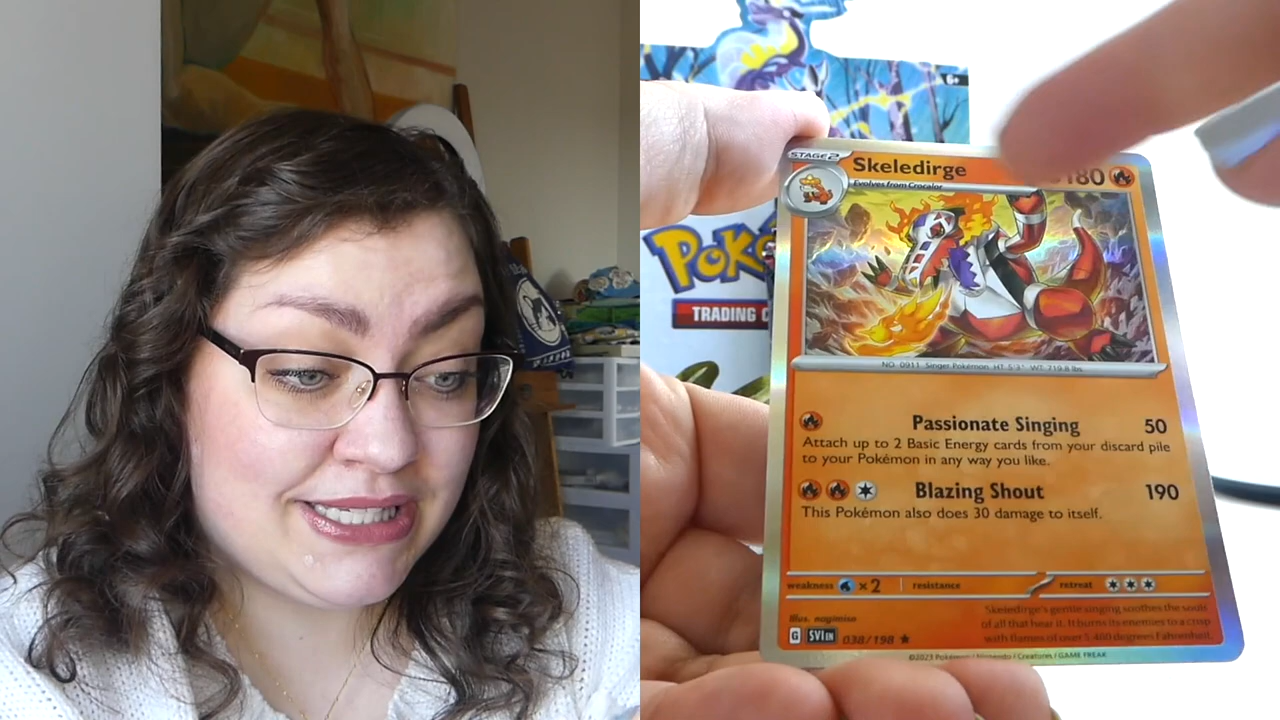 6+
STAGE2
Skeledirge
180
Evolves from Crocalor
POKé
TRADING C
NO. 0911 Singer Pokémon HT: 5'3" WT: 719.8 lbs.
Passionate Singing 50
Attach up to 2 Basic Energy cards from your discard pile
to your Pokémon in any way you like.
Blazing Shout 190
This Pokémon also does 30 damage to itself.
weakness x2 resistance retreat
Illus. nagimiso
G SVI EN 038/198
Skeledirge's gentle singing soothes the souls
of all that hear it. It burns its enemies to a crisp
with flames of over 5,400 degrees Fahrenheit.
©2023 Pokémon / Nintendo / Creatures / GAME FREAK